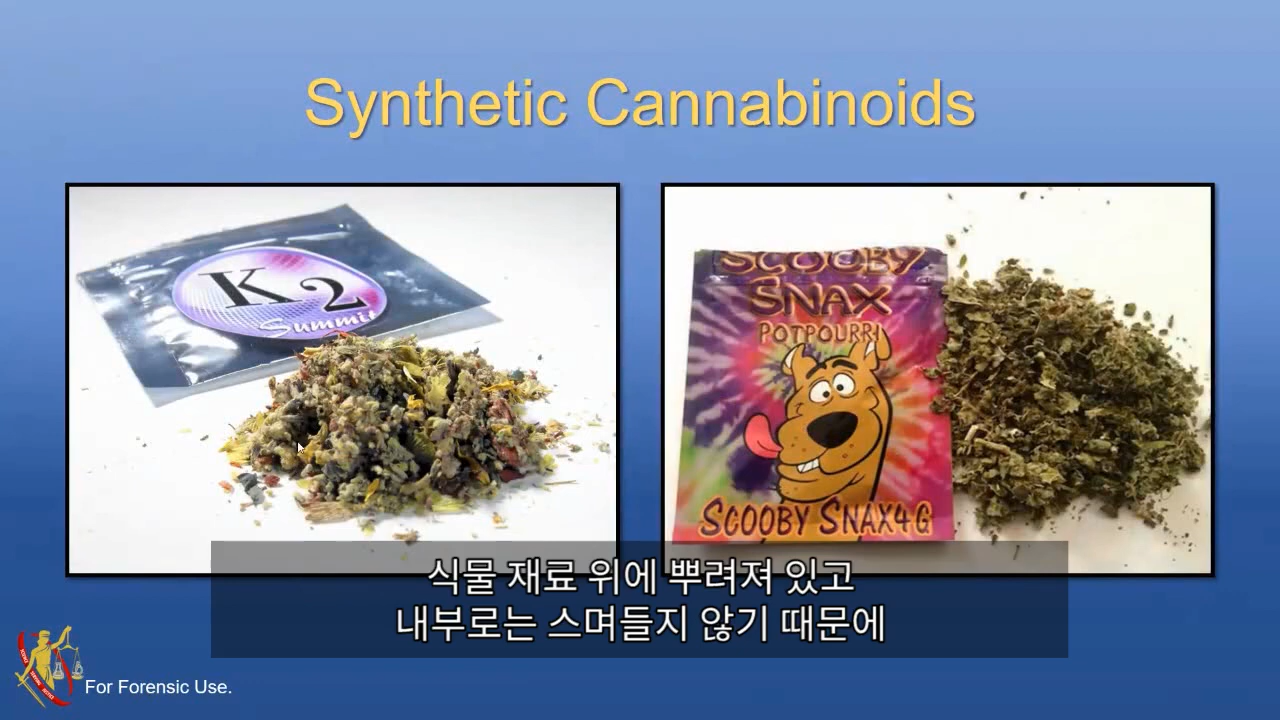 Synthetic Cannabinoids
K2
Summit
SCOOBY
SNAX
POTPOURRI
SCOOBY SNAX4G
식물 재료 위에 뿌려져 있고
내부로는 스며들지 않기 때문에
For Forensic Use.